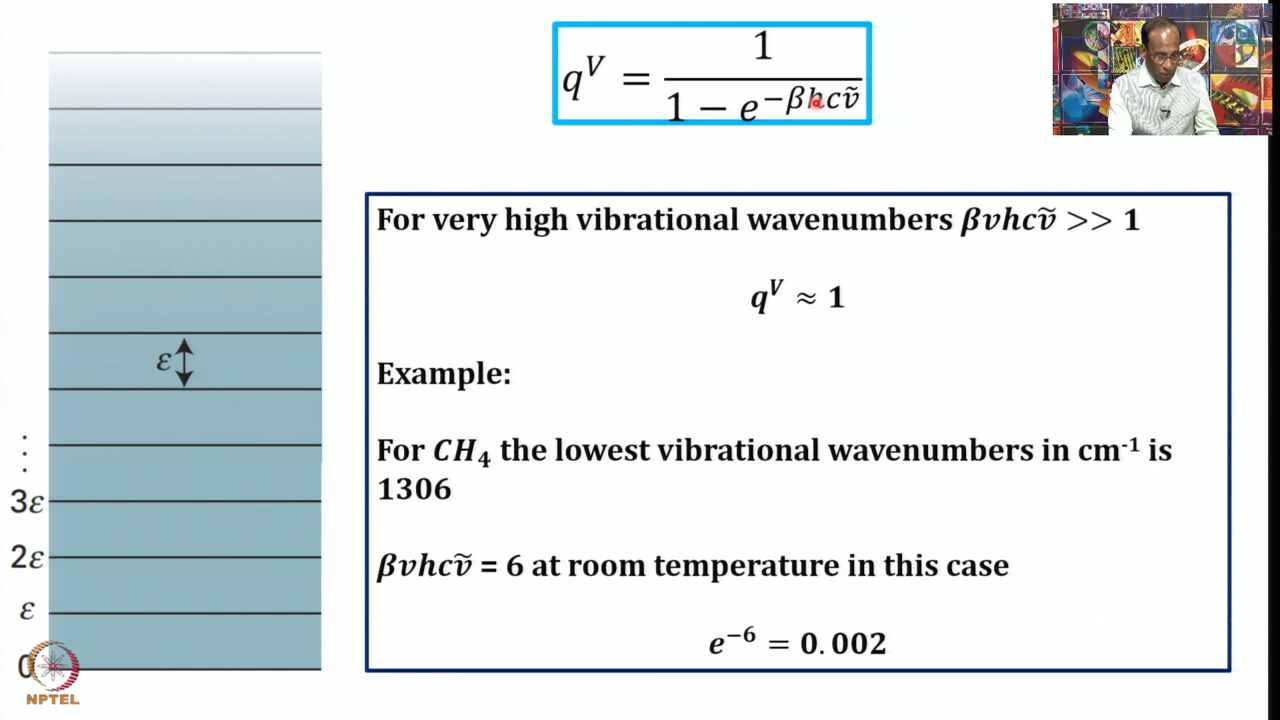 qⱽ = 1 / (1 − e^(−βhcṽ))
For very high vibrational wavenumbers βvhcṽ >> 1
qⱽ ≈ 1
Example:
For CH₄ the lowest vibrational wavenumbers in cm⁻¹ is
1306
βvhcṽ = 6 at room temperature in this case
e⁻⁶ = 0.002
ε
⋮
3ε
2ε
ε
0
NPTEL